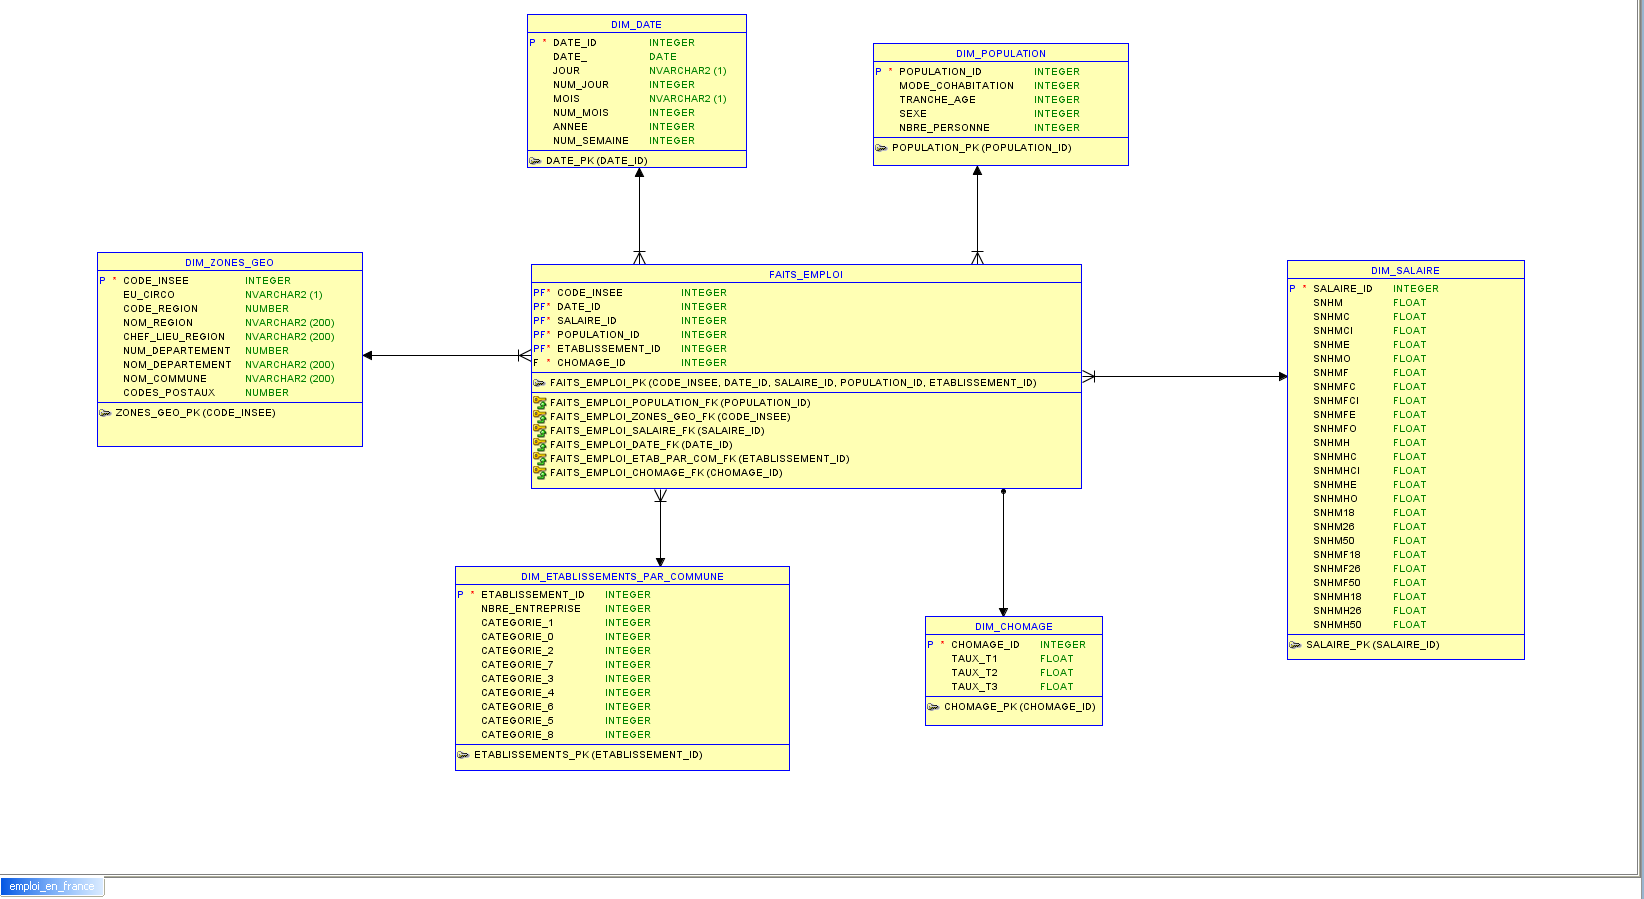 DIM_DATE
P * DATE_ID INTEGER
DATE_ DATE
JOUR NVARCHAR2 (1)
NUM_JOUR INTEGER
MOIS NVARCHAR2 (1)
NUM_MOIS INTEGER
ANNEE INTEGER
NUM_SEMAINE INTEGER
DATE_PK (DATE_ID)
DIM_POPULATION
P * POPULATION_ID INTEGER
MODE_COHABITATION INTEGER
TRANCHE_AGE INTEGER
SEXE INTEGER
NBRE_PERSONNE INTEGER
POPULATION_PK (POPULATION_ID)
DIM_ZONES_GEO
P * CODE_INSEE INTEGER
EU_CIRCO NVARCHAR2 (1)
CODE_REGION NUMBER
NOM_REGION NVARCHAR2 (200)
CHEF_LIEU_REGION NVARCHAR2 (200)
NUM_DEPARTEMENT NUMBER
NOM_DEPARTEMENT NVARCHAR2 (200)
NOM_COMMUNE NVARCHAR2 (200)
CODES_POSTAUX NUMBER
ZONES_GEO_PK (CODE_INSEE)
FAITS_EMPLOI
PF* CODE_INSEE INTEGER
PF* DATE_ID INTEGER
PF* SALAIRE_ID INTEGER
PF* POPULATION_ID INTEGER
PF* ETABLISSEMENT_ID INTEGER
F * CHOMAGE_ID INTEGER
FAITS_EMPLOI_PK (CODE_INSEE, DATE_ID, SALAIRE_ID, POPULATION_ID, ETABLISSEMENT_ID)
FAITS_EMPLOI_POPULATION_FK (POPULATION_ID)
FAITS_EMPLOI_ZONES_GEO_FK (CODE_INSEE)
FAITS_EMPLOI_SALAIRE_FK (SALAIRE_ID)
FAITS_EMPLOI_DATE_FK (DATE_ID)
FAITS_EMPLOI_ETAB_PAR_COM_FK (ETABLISSEMENT_ID)
FAITS_EMPLOI_CHOMAGE_FK (CHOMAGE_ID)
DIM_SALAIRE
P * SALAIRE_ID INTEGER
SNHM FLOAT
SNHMC FLOAT
SNHMCI FLOAT
SNHME FLOAT
SNHMO FLOAT
SNHMF FLOAT
SNHMFC FLOAT
SNHMFCI FLOAT
SNHMFE FLOAT
SNHMFO FLOAT
SNHMH FLOAT
SNHMHC FLOAT
SNHMHCI FLOAT
SNHMHE FLOAT
SNHMHO FLOAT
SNHM18 FLOAT
SNHM26 FLOAT
SNHM50 FLOAT
SNHMF18 FLOAT
SNHMF26 FLOAT
SNHMF50 FLOAT
SNHMH18 FLOAT
SNHMH26 FLOAT
SNHMH50 FLOAT
SALAIRE_PK (SALAIRE_ID)
DIM_ETABLISSEMENTS_PAR_COMMUNE
P * ETABLISSEMENT_ID INTEGER
NBRE_ENTREPRISE INTEGER
CATEGORIE_1 INTEGER
CATEGORIE_0 INTEGER
CATEGORIE_2 INTEGER
CATEGORIE_7 INTEGER
CATEGORIE_3 INTEGER
CATEGORIE_4 INTEGER
CATEGORIE_6 INTEGER
CATEGORIE_5 INTEGER
CATEGORIE_8 INTEGER
ETABLISSEMENTS_PK (ETABLISSEMENT_ID)
DIM_CHOMAGE
P * CHOMAGE_ID INTEGER
TAUX_T1 FLOAT
TAUX_T2 FLOAT
TAUX_T3 FLOAT
CHOMAGE_PK (CHOMAGE_ID)
emploi_en_france